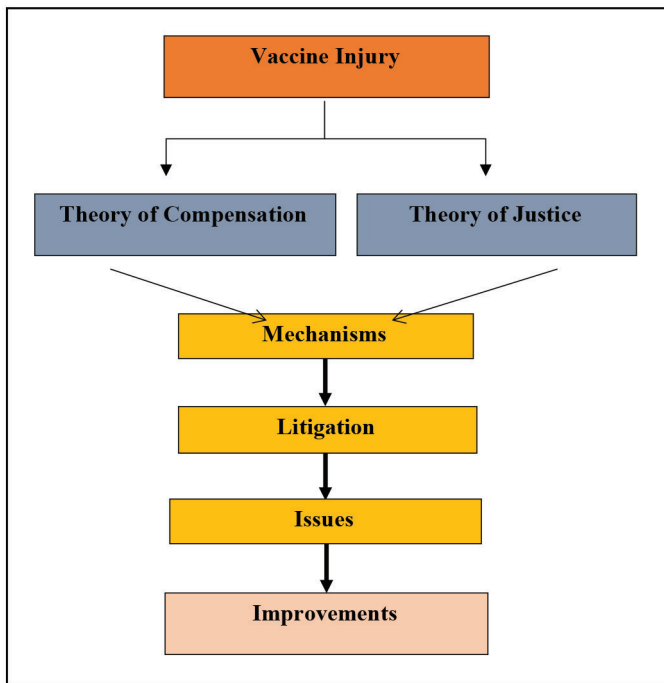 Vaccine Injury
Theory of Compensation
Theory of Justice
Mechanisms
Litigation
Issues
Improvements